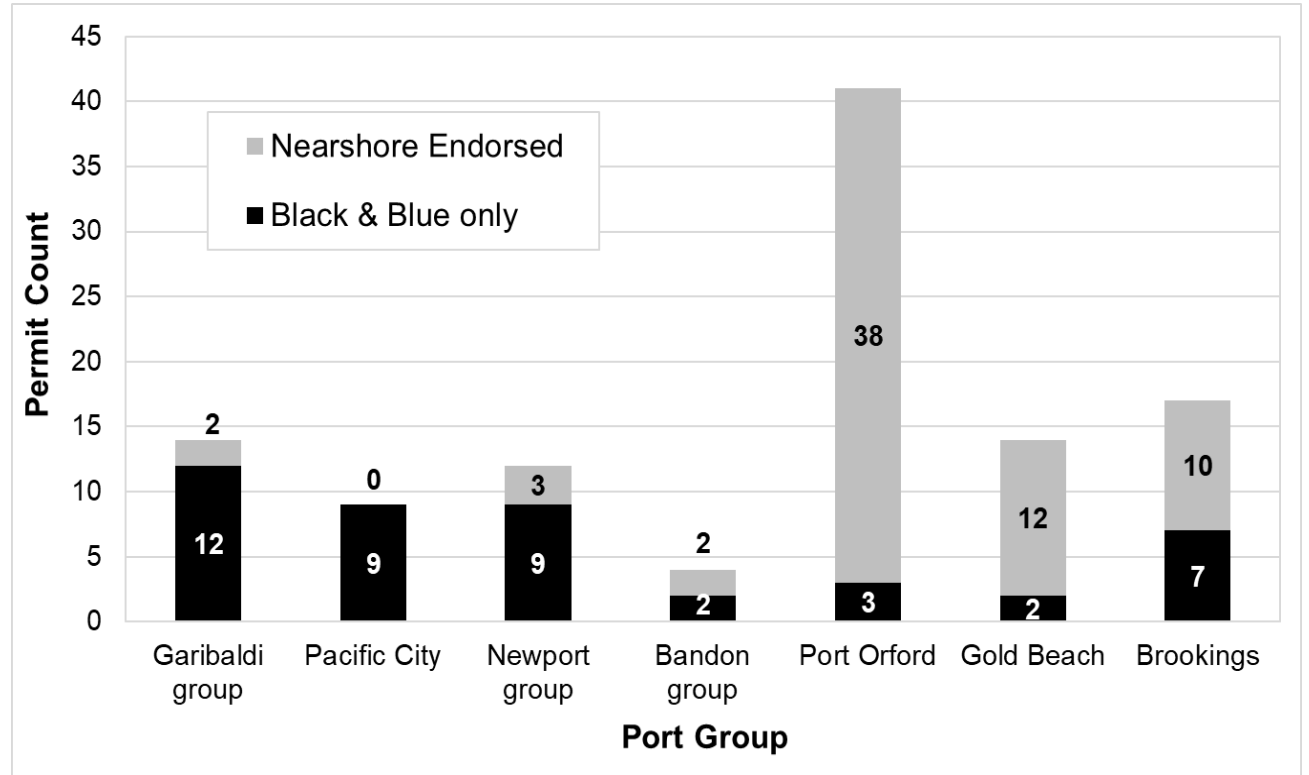 45
40
35
30
25
20
15
10
5
0
Permit Count
Nearshore Endorsed
Black & Blue only
2
12
0
9
3
9
2
2
38
3
12
2
10
7
Garibaldi
group
Pacific City
Newport
group
Bandon
group
Port Orford
Gold Beach
Brookings
Port Group